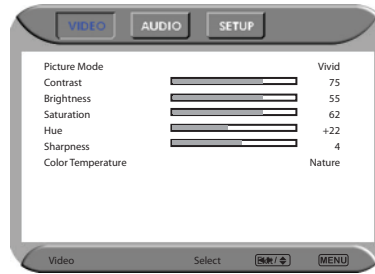 VIDEO AUDIO SETUP
Picture Mode Vivid
Contrast 75
Brightness 55
Saturation 62
Hue +22
Sharpness 4
Color Temperature Nature
Video Select MENU